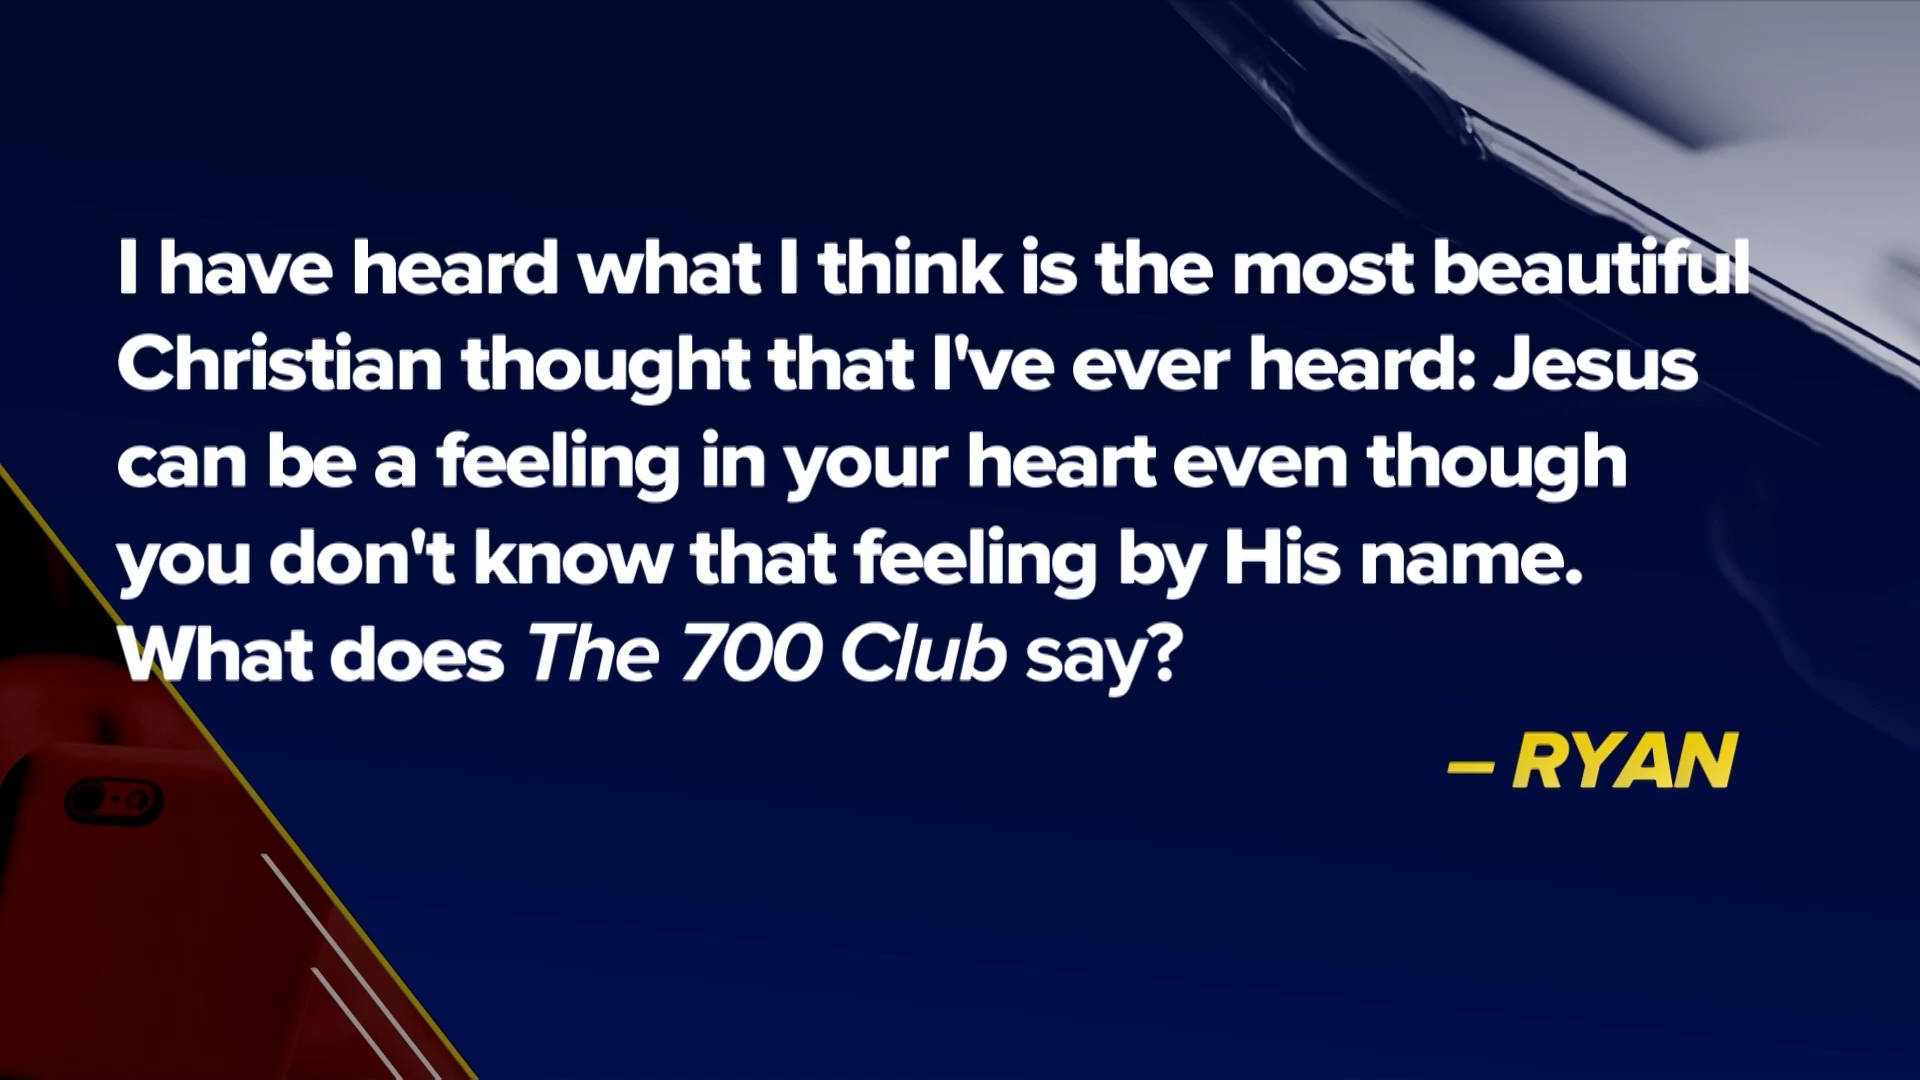 I have heard what I think is the most beautiful
Christian thought that I've ever heard: Jesus
can be a feeling in your heart even though
you don't know that feeling by His name.
What does The 700 Club say?
– RYAN